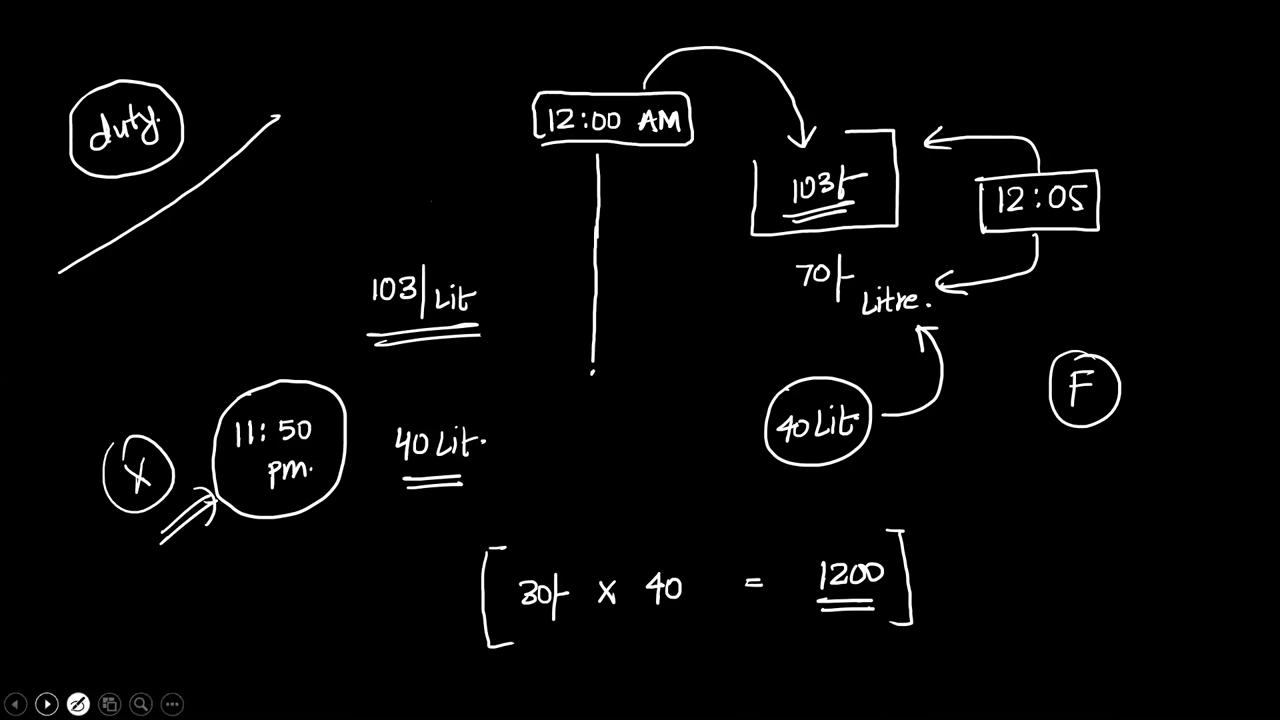 duty.
12:00 AM
103/-
12:05
70/- Litre.
103/Lit
11:50 pm.
X
40 Lit.
40 Lit
F
30/- x 40 = 1200